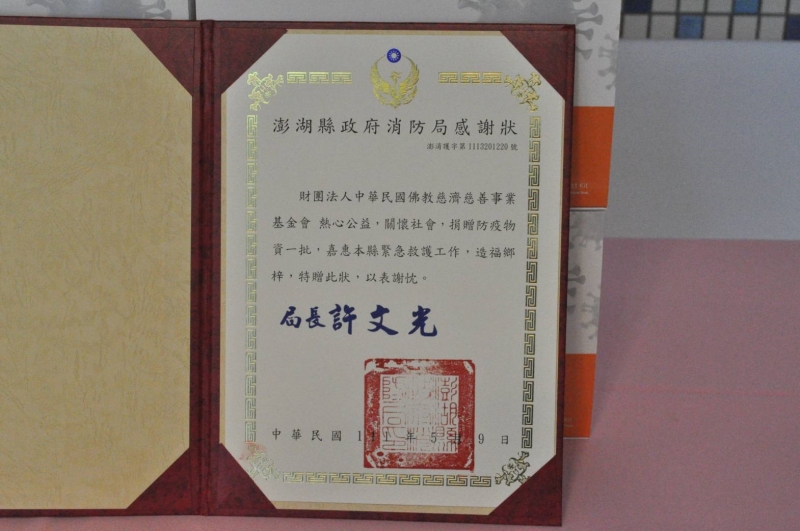 澎湖縣政府消防局感謝狀
澎消護字第1113201220號
財團法人中華民國佛教慈濟慈善事業
基金會 熱心公益，關懷社會，捐贈防疫物
資一批，嘉惠本縣緊急救護工作，造福鄉
梓，特贈此狀，以表謝忱。
局長許文光
中華民國 111 年 5 月 9 日